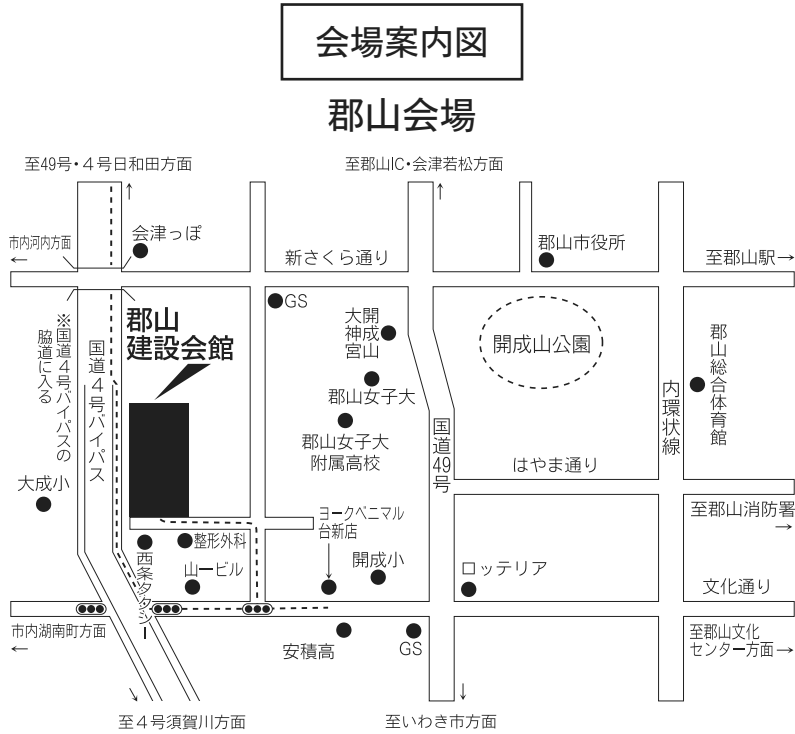 会場案内図
郡山会場
至49号・４号日和田方面
至郡山IC・会津若松方面
市内河内方面
←
会津っぽ
新さくら通り
郡山市役所
至郡山駅→
GS
大開
神成
宮山
開成山公園
郡山女子大
郡山女子大
附属高校
郡山総合体育館
※国道４号バイパスの
脇道に入る
国道４号バイパス
郡山
建設会館
国道49号
内環状線
はやま通り
大成小
ヨークベニマル
台新店
至郡山消防署
→
整形外科
西条タクシー
山一ビル
開成小
ロッテリア
文化通り
市内湖南町方面
←
安積高
GS
至郡山文化
センター方面→
至４号須賀川方面
至いわき市方面